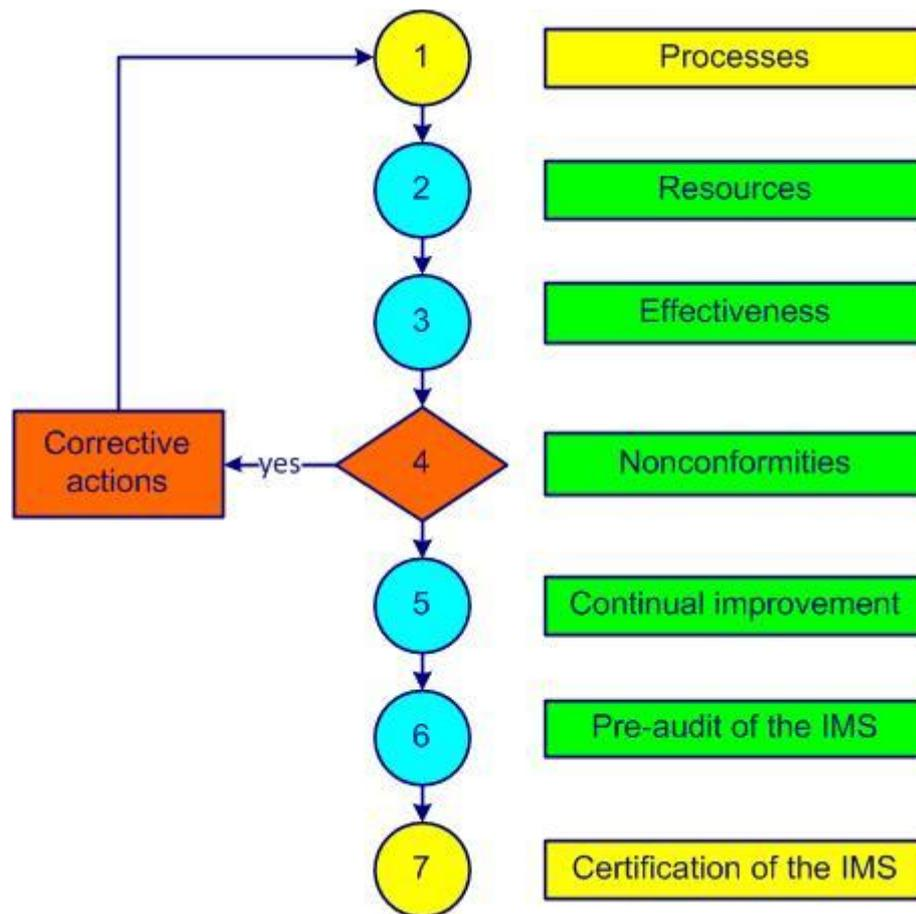 1
Processes
2
Resources
3
Effectiveness
Corrective
actions
yes
4
Nonconformities
5
Continual improvement
6
Pre-audit of the IMS
7
Certification of the IMS